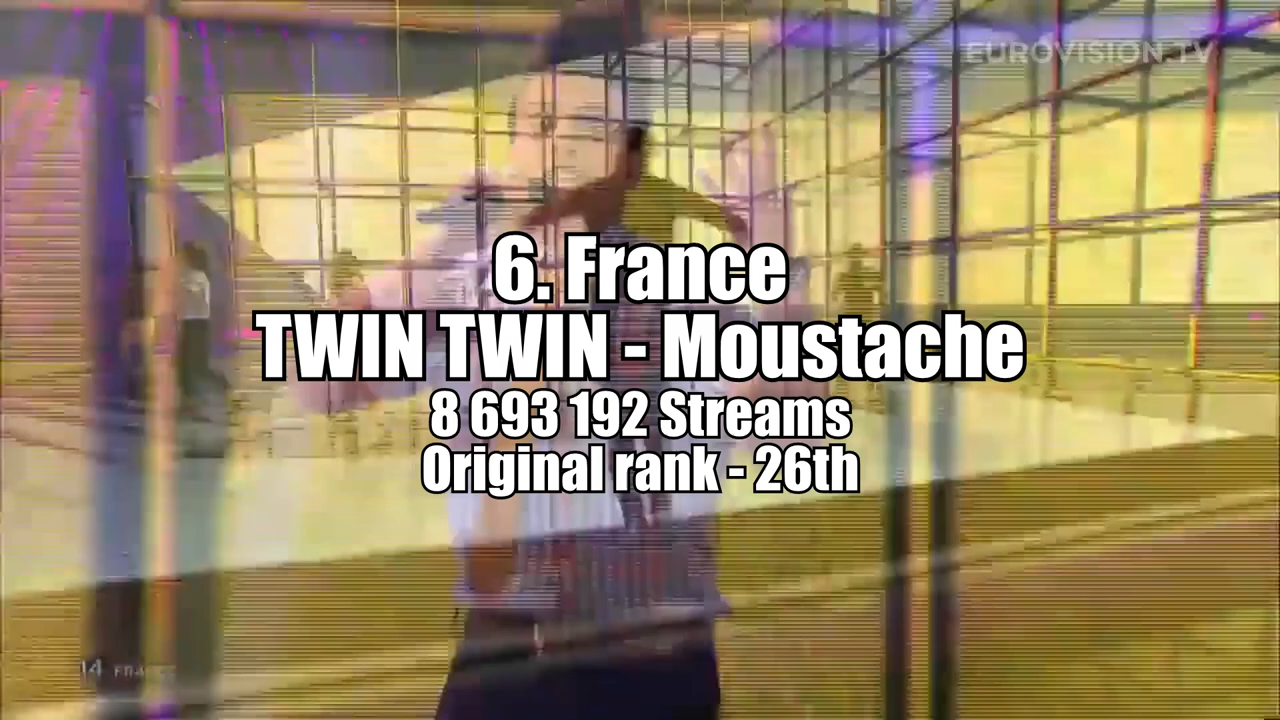 EUROVISION.TV
6. France
TWIN TWIN - Moustache
8 693 192 Streams
Original rank - 26th
14 FRANCE